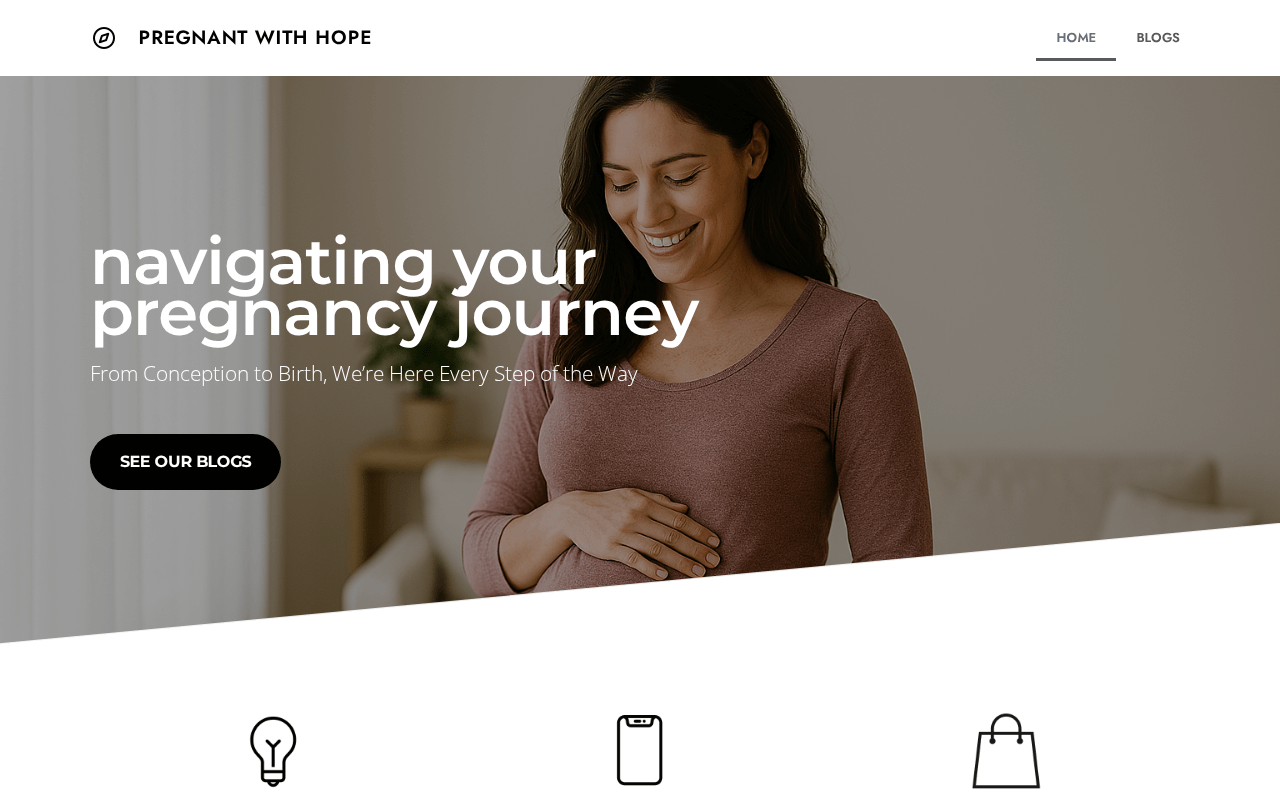 PREGNANT WITH HOPE
HOME
BLOGS
navigating your
pregnancy journey
From Conception to Birth, We’re Here Every Step of the Way
SEE OUR BLOGS